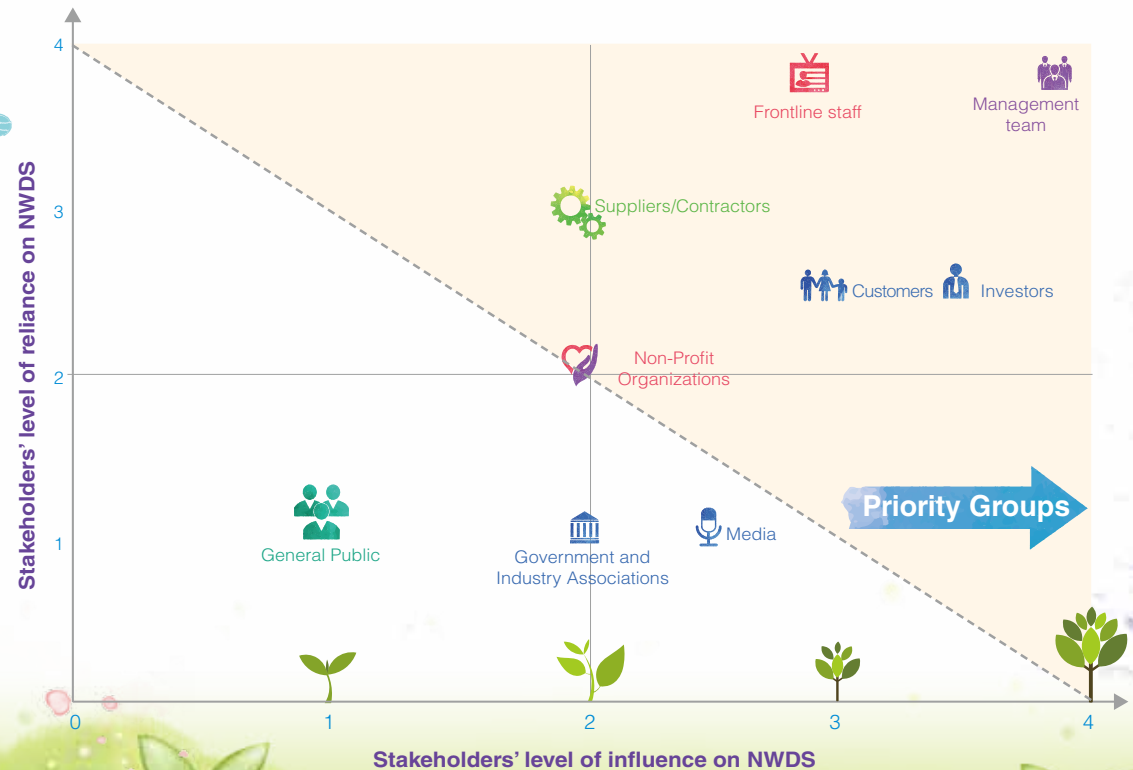 4
Frontline staff
Management
team
Stakeholders’ level of reliance on NWDS
3
Suppliers/Contractors
Customers
Investors
Non-Profit
Organizations
2
Priority Groups
1
General Public
Government and
Industry Associations
Media
0
1
2
3
4
Stakeholders’ level of influence on NWDS